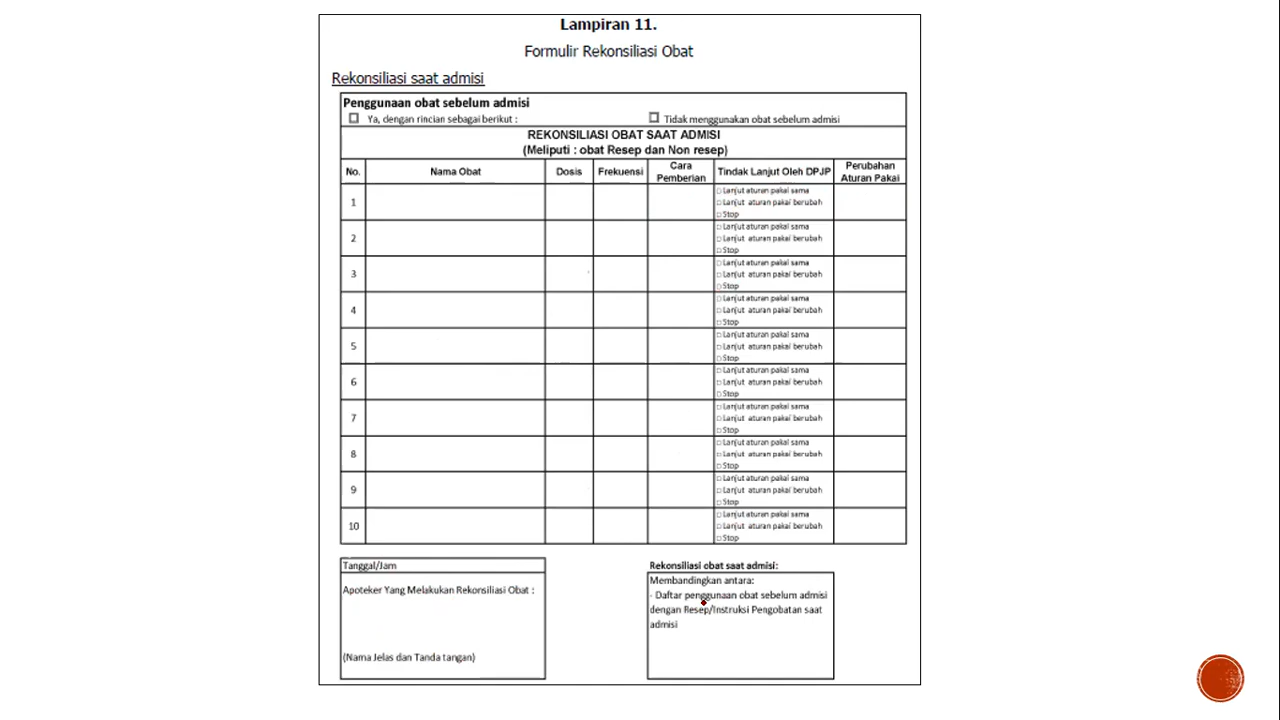 Lampiran 11.
Formulir Rekonsiliasi Obat
Rekonsiliasi saat admisi
Penggunaan obat sebelum admisi
Ya, dengan rincian sebagai berikut : Tidak menggunakan obat sebelum admisi
REKONSILIASI OBAT SAAT ADMISI
(Meliputi : obat Resep dan Non resep)
No. Nama Obat Dosis Frekuensi Cara Pemberian Tindak Lanjut Oleh DPJP Perubahan Aturan Pakai
1
Lanjut aturan pakai sama
Lanjut aturan pakai berubah
Stop
2
Lanjut aturan pakai sama
Lanjut aturan pakai berubah
Stop
3
Lanjut aturan pakai sama
Lanjut aturan pakai berubah
Stop
4
Lanjut aturan pakai sama
Lanjut aturan pakai berubah
Stop
5
Lanjut aturan pakai sama
Lanjut aturan pakai berubah
Stop
6
Lanjut aturan pakai sama
Lanjut aturan pakai berubah
Stop
7
Lanjut aturan pakai sama
Lanjut aturan pakai berubah
Stop
8
Lanjut aturan pakai sama
Lanjut aturan pakai berubah
Stop
9
Lanjut aturan pakai sama
Lanjut aturan pakai berubah
Stop
10
Lanjut aturan pakai sama
Lanjut aturan pakai berubah
Stop
Tanggal/Jam
Apoteker Yang Melakukan Rekonsiliasi Obat :
(Nama Jelas dan Tanda tangan)
Rekonsiliasi obat saat admisi:
Membandingkan antara:
- Daftar penggunaan obat sebelum admisi
dengan Resep/Instruksi Pengobatan saat
admisi